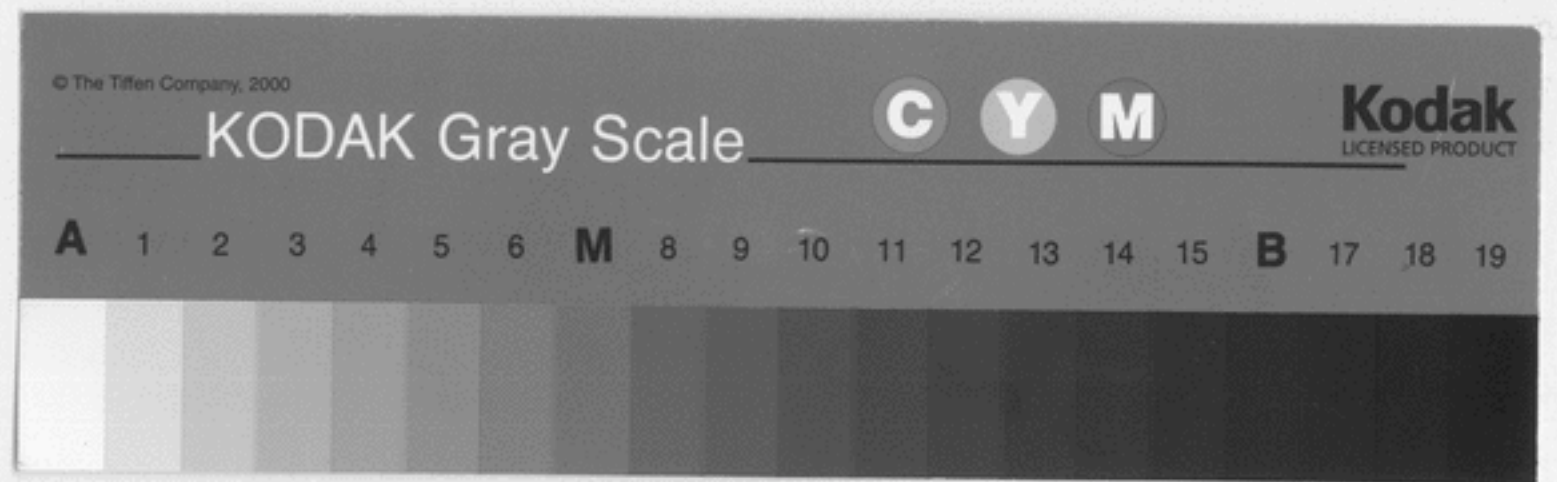 © The Tiffen Company, 2000
KODAK Gray Scale
C Y M
Kodak
LICENSED PRODUCT
A 1 2 3 4 5 6 M 8 9 10 11 12 13 14 15 B 17 18 19